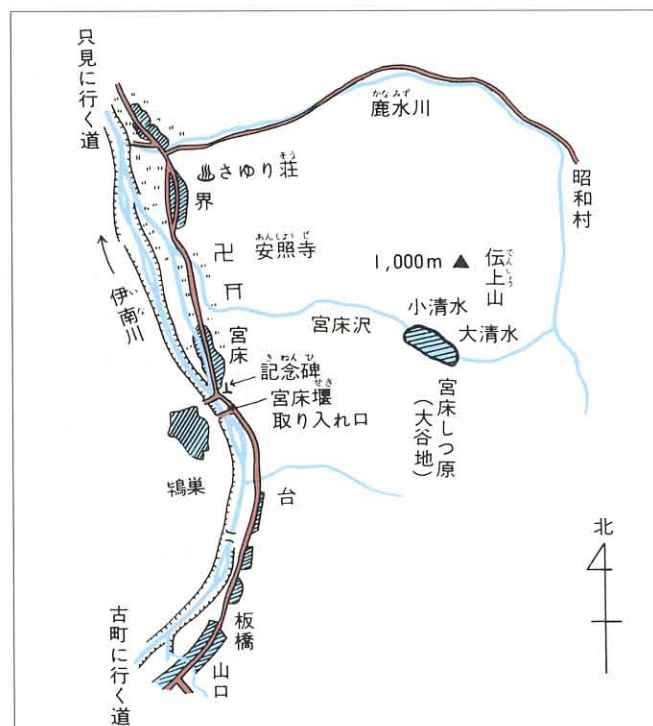 只見に行く道
かなみず
鹿水川
昭和村
そう
さゆり荘
界
あんしょうじ
安照寺
1,000m
でんじょう
伝上山
伊南川
いな
宮床
小清水
大清水
宮床沢
きねんひ
記念碑
せき
宮床堰
取り入れ口
宮床しつ原
(大谷地)
鴇巣
台
北
板橋
山口
古町に行く道